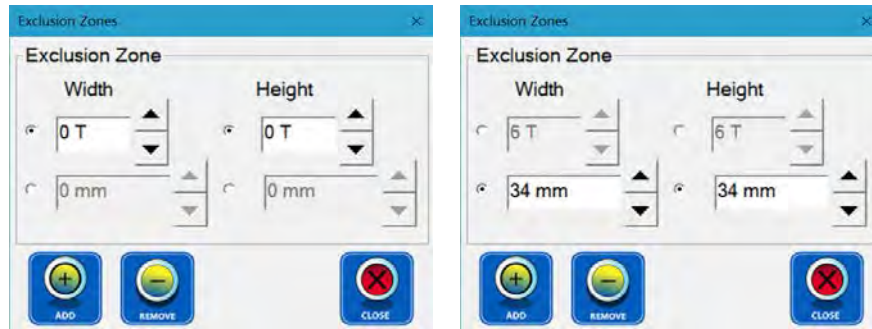 Exclusion Zones
Exclusion Zone
Width Height
0 T 0 T
0 mm 0 mm
ADD REMOVE CLOSE
Exclusion Zones
Exclusion Zone
Width Height
6 T 6 T
34 mm 34 mm
ADD REMOVE CLOSE